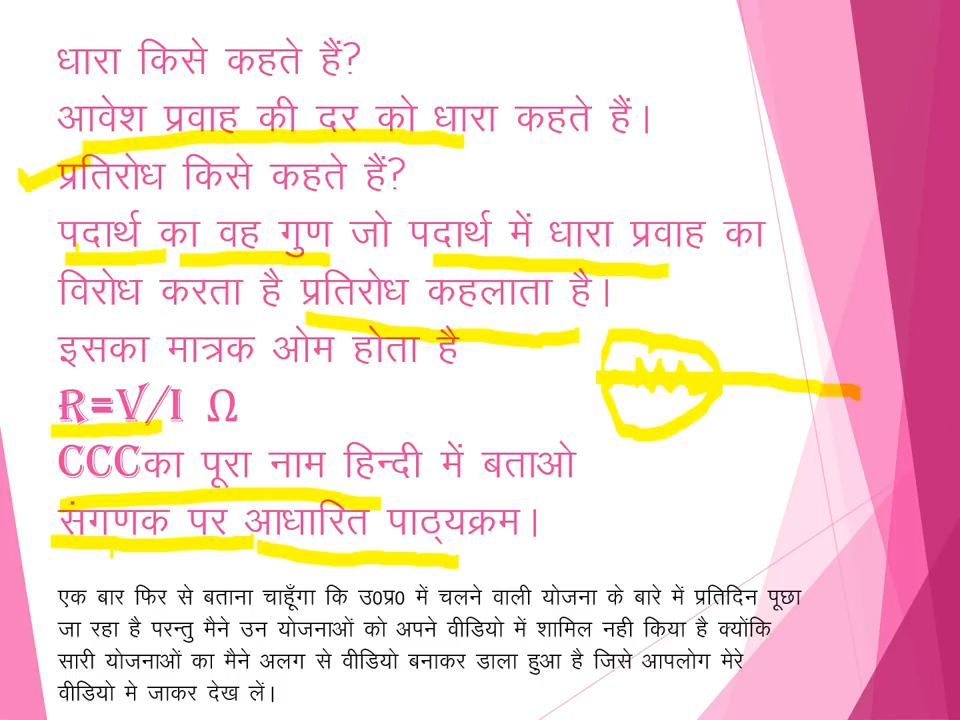 धारा किसे कहते हैं?
आवेश प्रवाह की दर को धारा कहते हैं।
प्रतिरोध किसे कहते हैं?
पदार्थ का वह गुण जो पदार्थ में धारा प्रवाह का
विरोध करता है प्रतिरोध कहलाता है।
इसका मात्रक ओम होता है
R=V/I Ω
CCCका पूरा नाम हिन्दी में बताओ
संगणक पर आधारित पाठ्यक्रम।
एक बार फिर से बताना चाहूँगा कि उ0प्र0 में चलने वाली योजना के बारे में प्रतिदिन पूछा
जा रहा है परन्तु मैने उन योजनाओं को अपने वीडियो में शामिल नही किया है क्योंकि
सारी योजनाओं का मैने अलग से वीडियो बनाकर डाला हुआ है जिसे आपलोग मेरे
वीडियो मे जाकर देख लें।